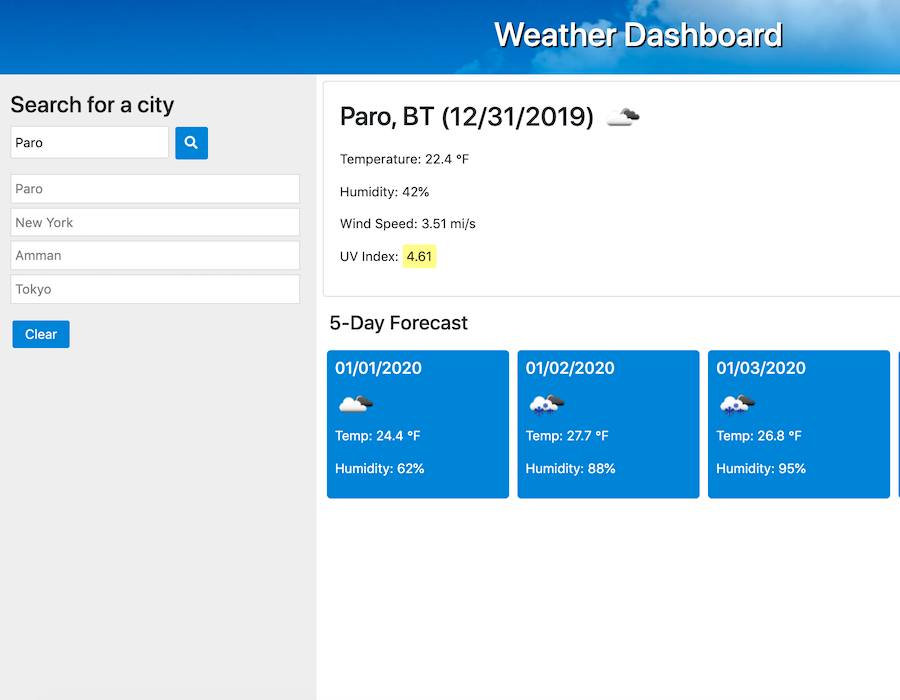 Weather Dashboard
Search for a city
Paro
Paro
New York
Amman
Tokyo
Clear
Paro, BT (12/31/2019)
Temperature: 22.4 °F
Humidity: 42%
Wind Speed: 3.51 mi/s
UV Index: 4.61
5-Day Forecast
01/01/2020
Temp: 24.4 °F
Humidity: 62%
01/02/2020
Temp: 27.7 °F
Humidity: 88%
01/03/2020
Temp: 26.8 °F
Humidity: 95%